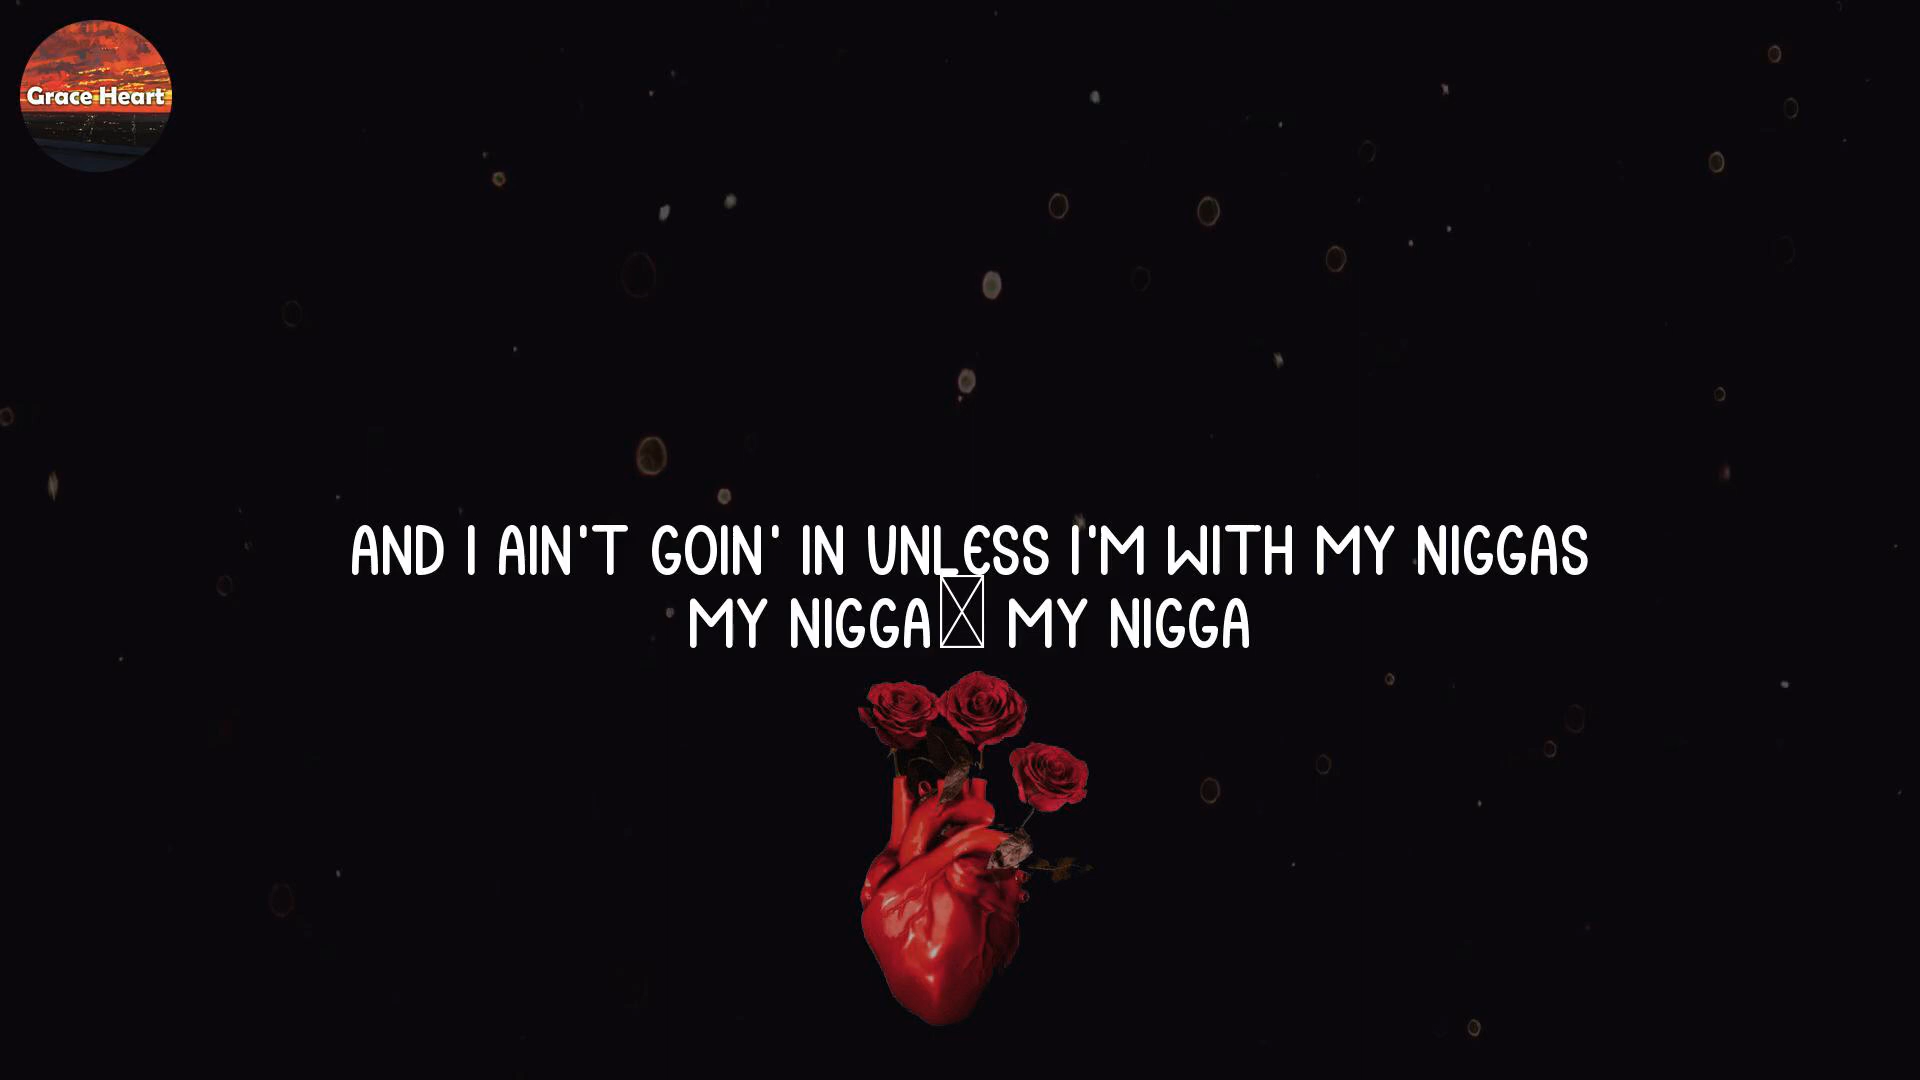 Grace Heart
AND I AIN'T GOIN' IN UNLESS I'M WITH MY NIGGAS
MY NIGGA MY NIGGA